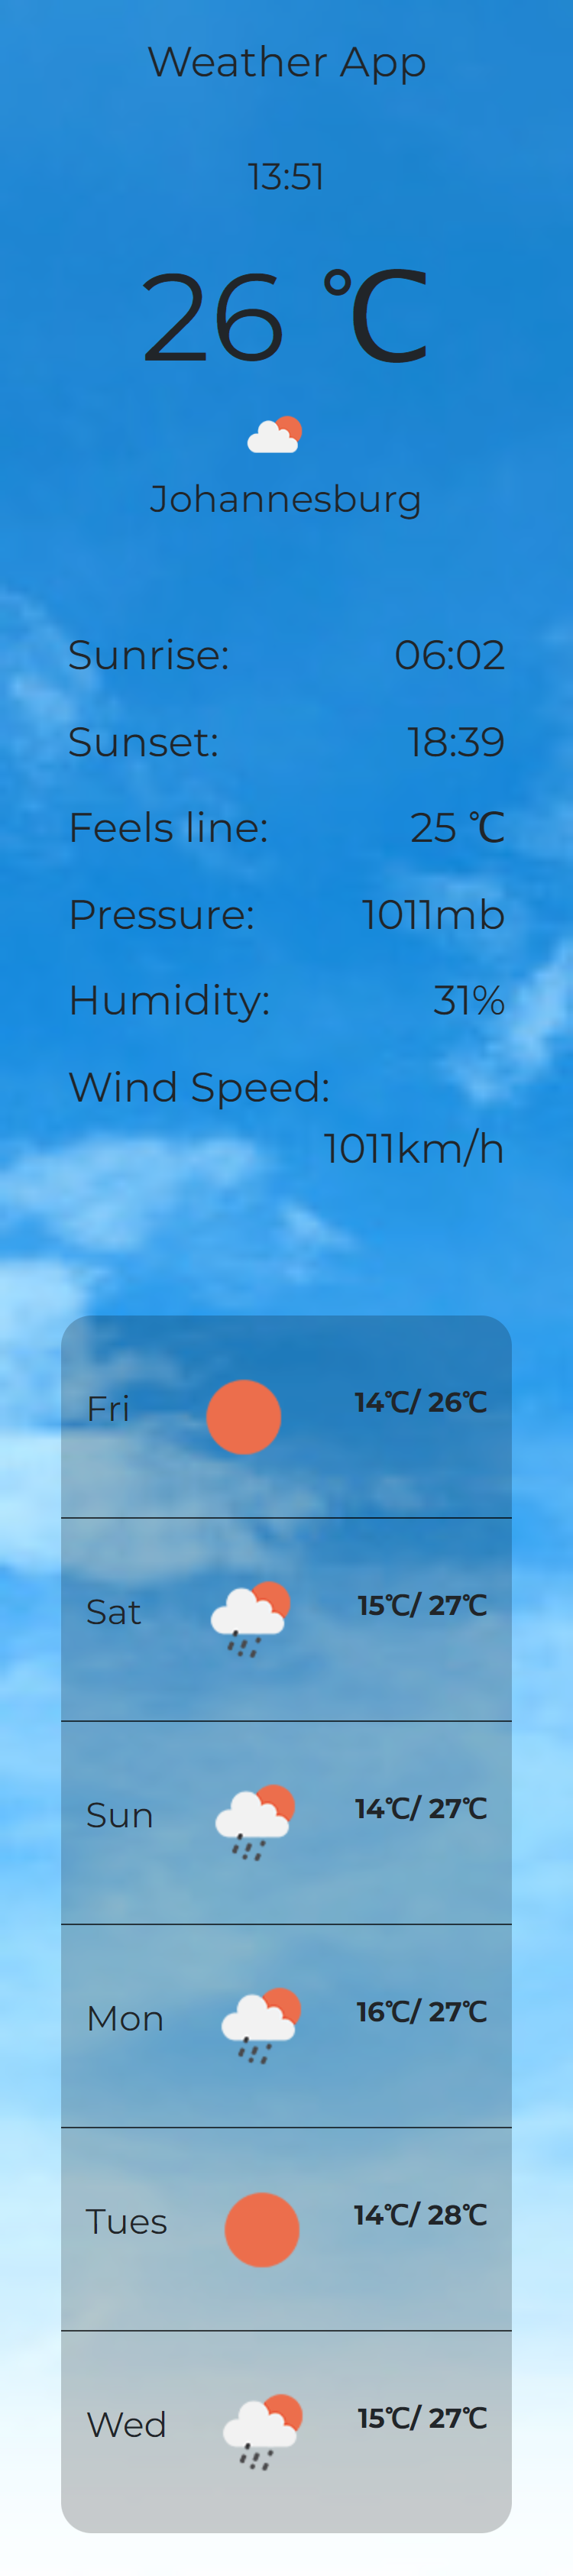 Weather App
13:51
26 ℃
Johannesburg
Sunrise: 06:02
Sunset: 18:39
Feels line: 25 ℃
Pressure: 1011mb
Humidity: 31%
Wind Speed:
1011km/h
Fri 14℃/ 26℃
Sat 15℃/ 27℃
Sun 14℃/ 27℃
Mon 16℃/ 27℃
Tues 14℃/ 28℃
Wed 15℃/ 27℃